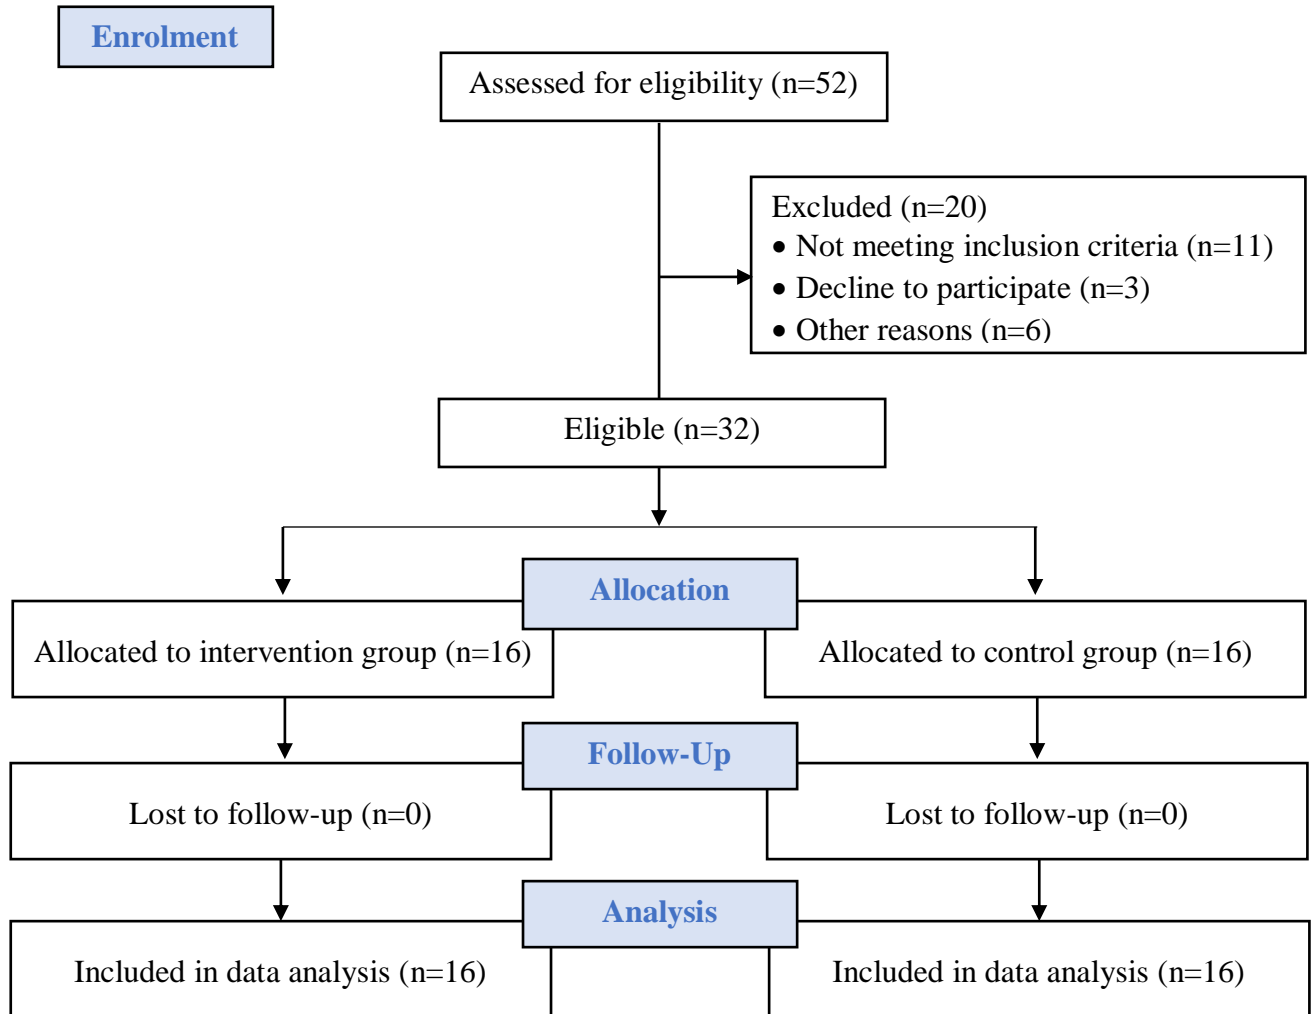 Enrolment
Assessed for eligibility (n=52)
Excluded (n=20)
• Not meeting inclusion criteria (n=11)
• Decline to participate (n=3)
• Other reasons (n=6)
Eligible (n=32)
Allocation
Allocated to intervention group (n=16)
Allocated to control group (n=16)
Follow-Up
Lost to follow-up (n=0)
Lost to follow-up (n=0)
Analysis
Included in data analysis (n=16)
Included in data analysis (n=16)